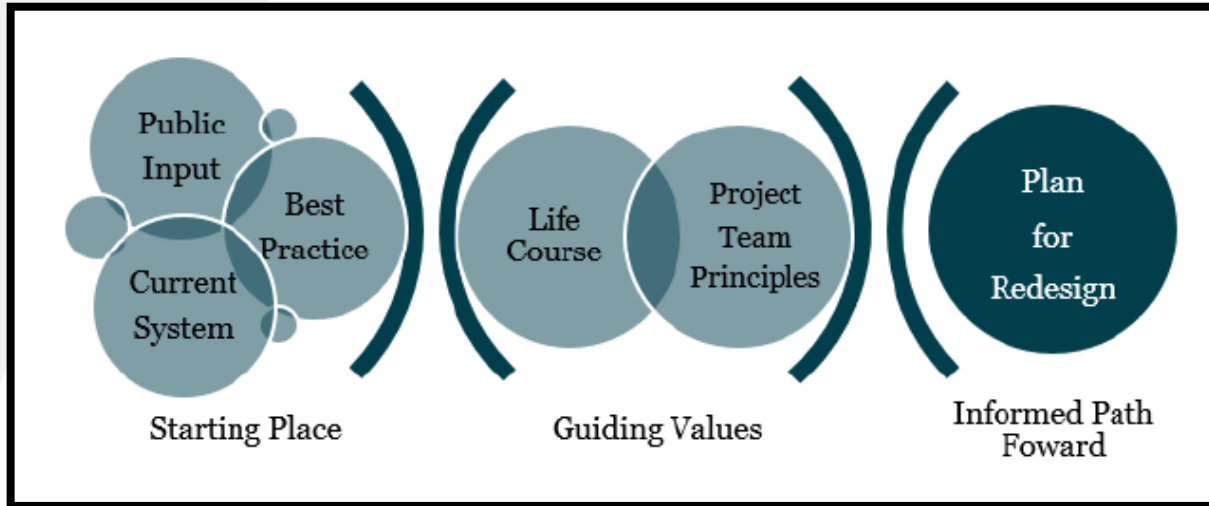 Public
Input
Best
Practice
Current
System
Starting Place
Life
Course
Project
Team
Principles
Guiding Values
Plan
for
Redesign
Informed Path
Foward